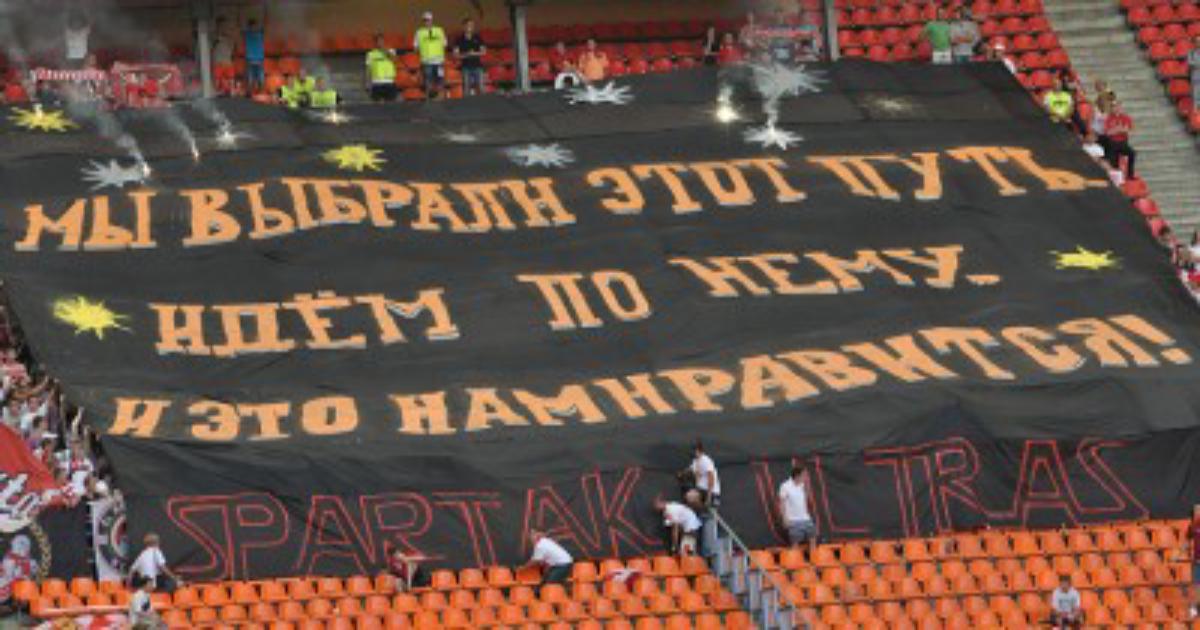 МЫ ВЫБРАЛИ ЭТОТ ПУТЬ.
ИДЁМ ПО НЕМУ.
И ЭТО НАМ НРАВИТСЯ!
SPARTAK ULTRAS